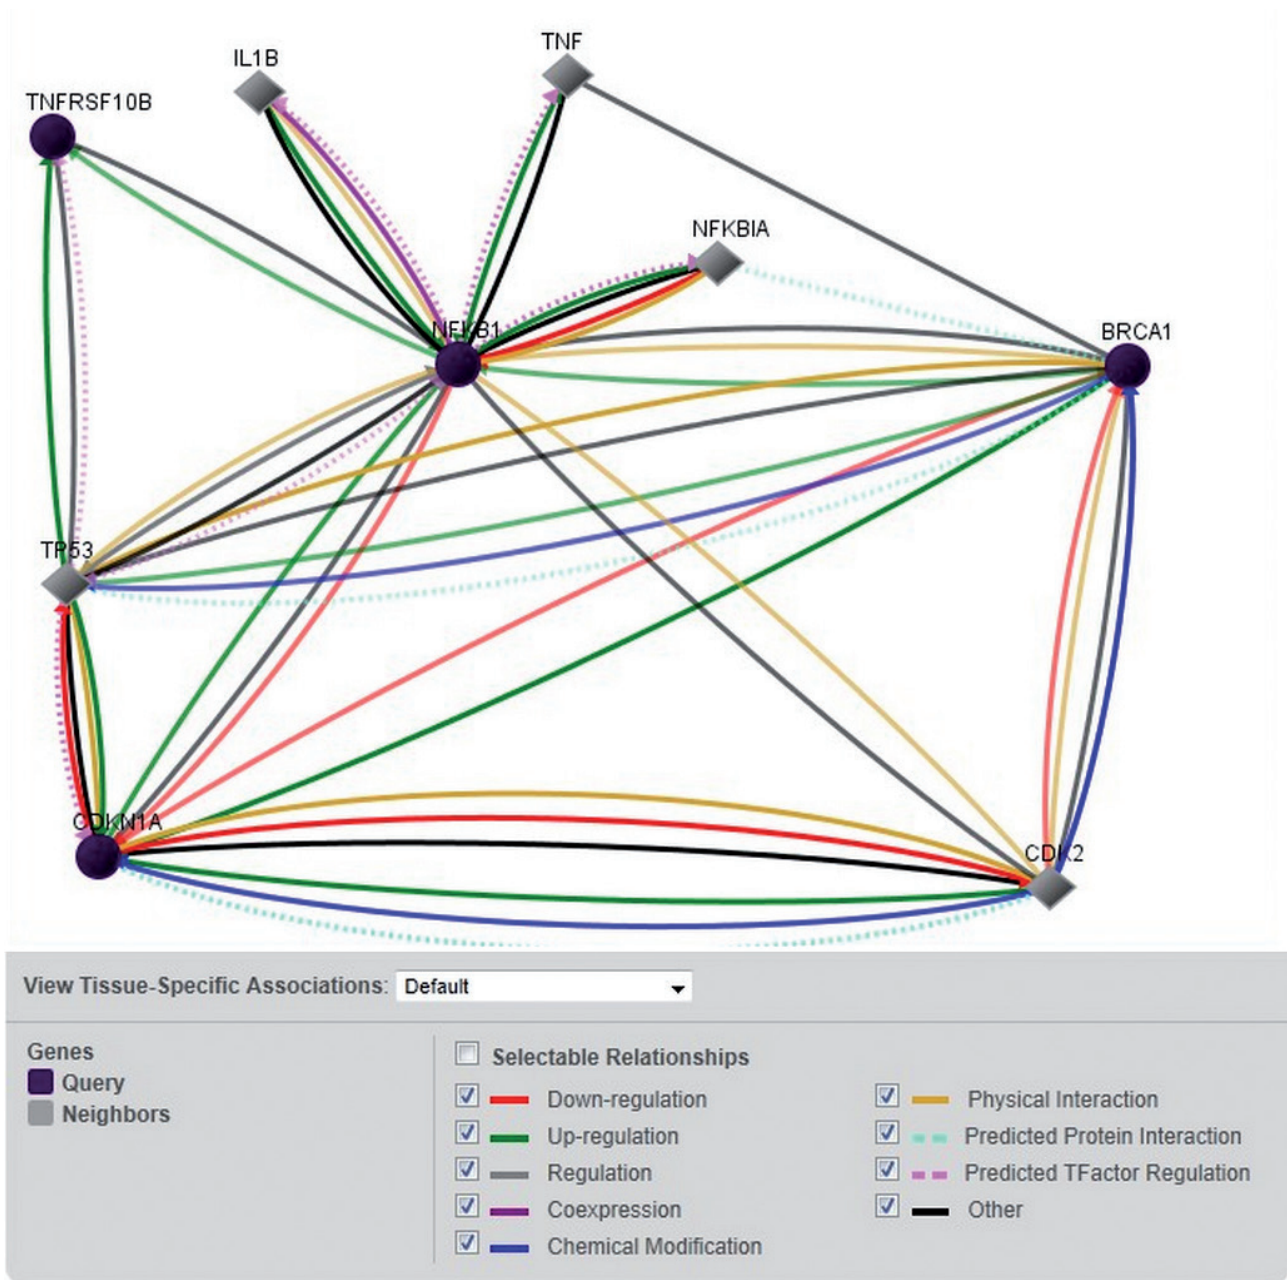 TNF
IL1B
TNFRSF10B
NFKBIA
NFKB1
BRCA1
TP53
CDKN1A
CDK2
View Tissue-Specific Associations: Default
Genes
Query
Neighbors
Selectable Relationships
Down-regulation
Up-regulation
Regulation
Coexpression
Chemical Modification
Physical Interaction
Predicted Protein Interaction
Predicted TFactor Regulation
Other